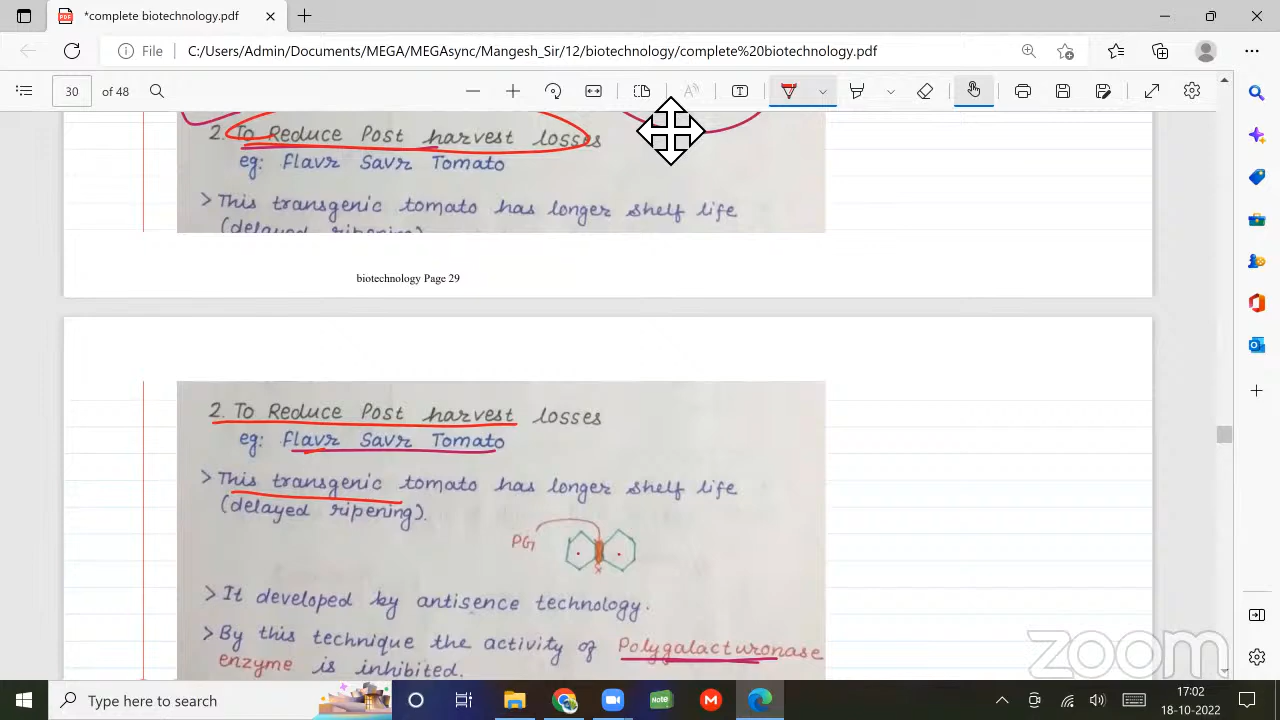 *complete biotechnology.pdf
File C:/Users/Admin/Documents/MEGA/MEGAsync/Mangesh_Sir/12/biotechnology/complete%20biotechnology.pdf
30 of 48
2. To Reduce Post harvest losses
eg: Flavr Savr Tomato
> This transgenic tomato has longer shelf life
(delayed ripening)
biotechnology Page 29
2. To Reduce Post harvest losses
eg: Flavr Savr Tomato
> This transgenic tomato has longer shelf life
(delayed ripening).
PG
> It developed by antisence technology.
> By this technique the activity of Polygalacturonase
enzyme is inhibited.
zoom
Type here to search
Note
M
17:02
18-10-2022